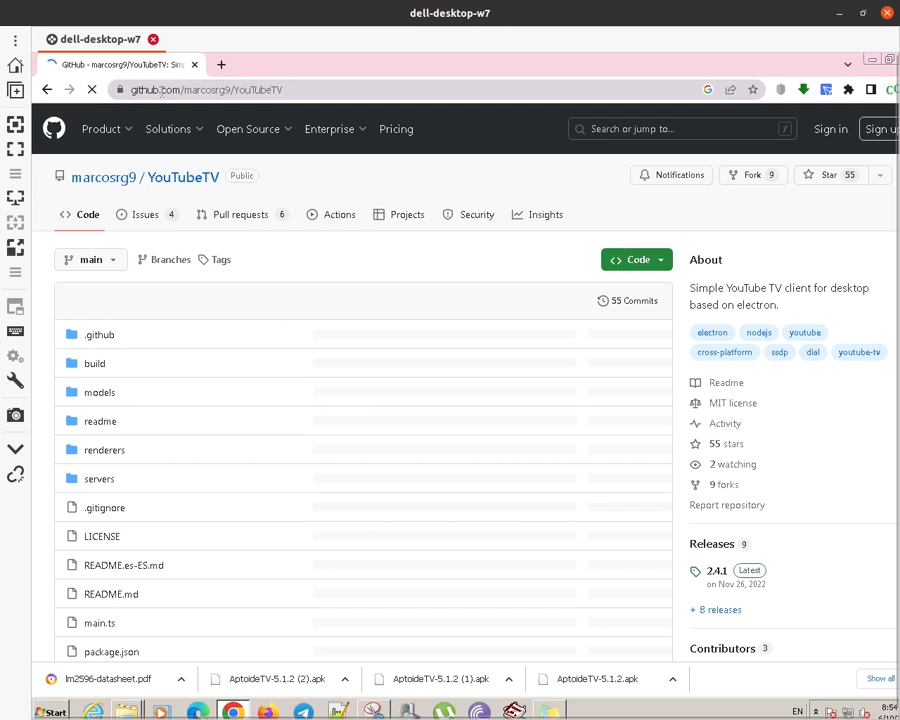 dell-desktop-w7
dell-desktop-w7
GitHub - marcosrg9/YouTubeTV: Sim
github.com/marcosrg9/YouTubeTV
Product
Solutions
Open Source
Enterprise
Pricing
Search or jump to...
/
Sign in
Sign up
marcosrg9 / YouTubeTV
Public
Notifications
Fork 9
Star 55
Code
Issues 4
Pull requests 6
Actions
Projects
Security
Insights
main
Branches
Tags
Code
55 Commits
.github
build
models
readme
renderers
servers
.gitignore
LICENSE
README.es-ES.md
README.md
main.ts
package.json
About
Simple YouTube TV client for desktop
based on electron.
electron nodejs youtube
cross-platform ssdp dial youtube-tv
Readme
MIT license
Activity
55 stars
2 watching
9 forks
Report repository
Releases 9
2.4.1 Latest
on Nov 26, 2022
+ 8 releases
Contributors 3
lm2596-datasheet.pdf
AptoideTV-5.1.2 (2).apk
AptoideTV-5.1.2 (1).apk
AptoideTV-5.1.2.apk
Show all
Start
EN
8:54